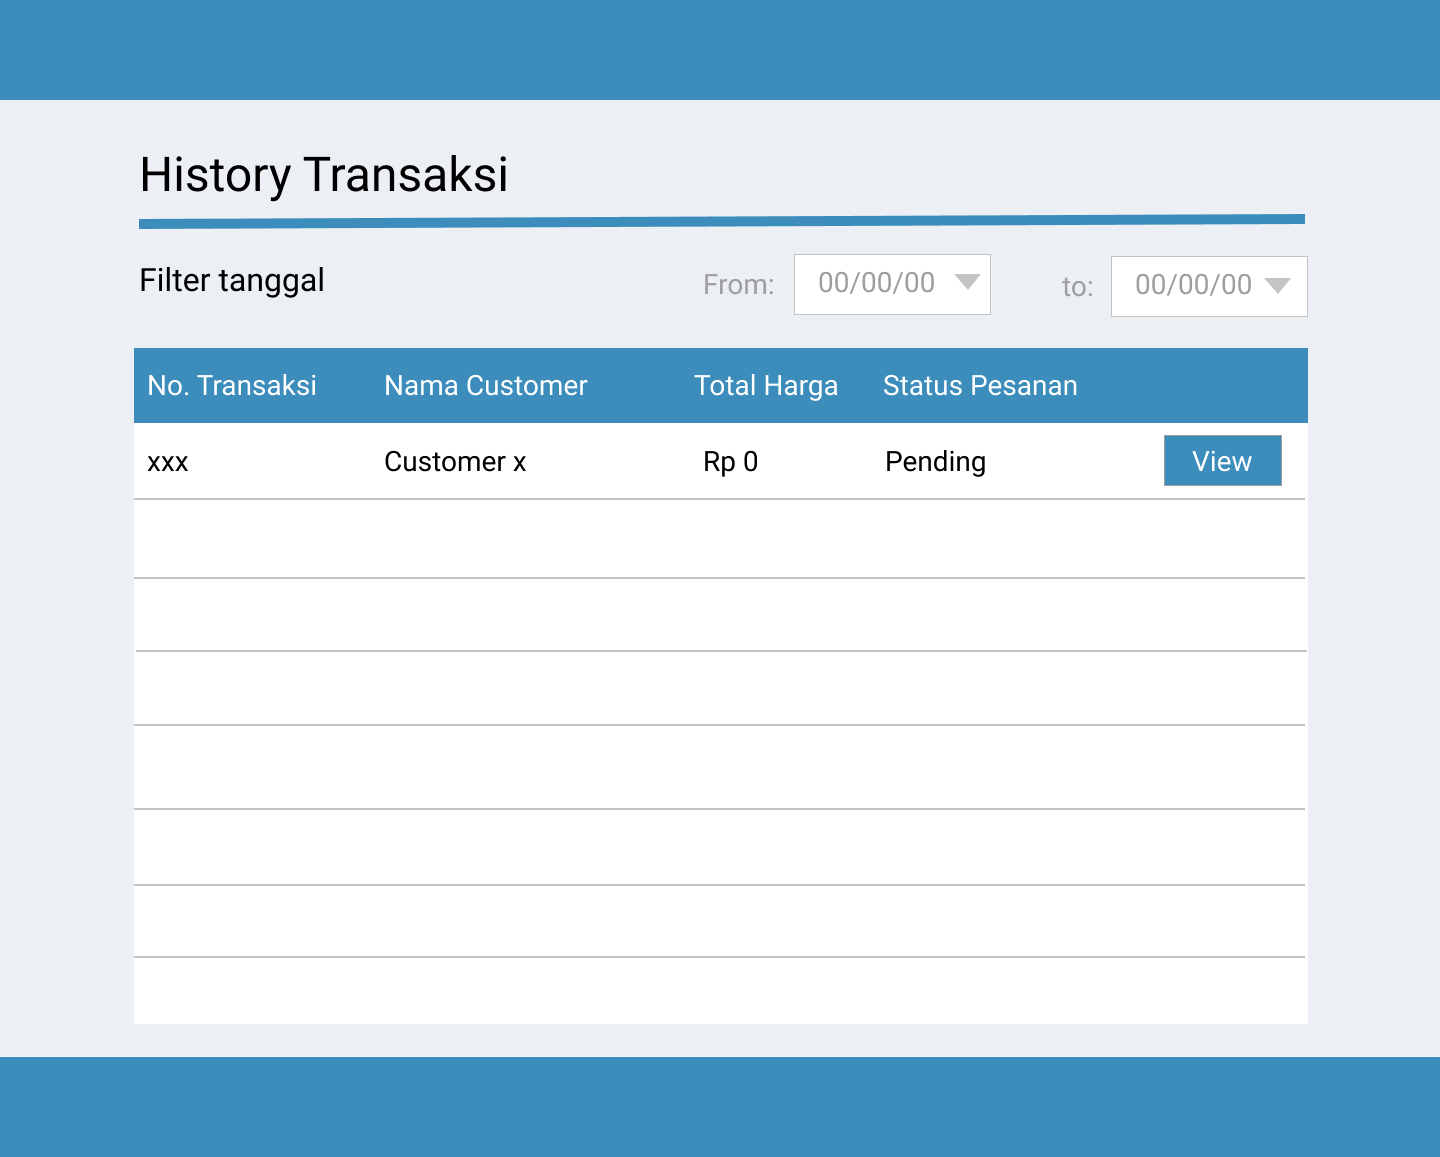 History Transaksi
Filter tanggal From: 00/00/00 to: 00/00/00
No. Transaksi Nama Customer Total Harga Status Pesanan
xxx Customer x Rp 0 Pending View